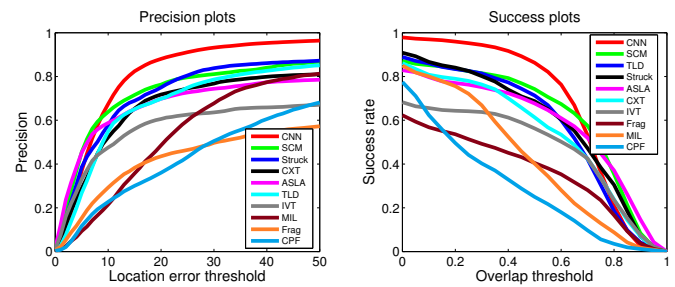 Precision plots
Precision
1
0.8
0.6
0.4
0.2
0
0 10 20 30 40 50
Location error threshold
CNN
SCM
Struck
CXT
ASLA
TLD
IVT
MIL
Frag
CPF
Success plots
Success rate
1
0.8
0.6
0.4
0.2
0
0 0.2 0.4 0.6 0.8 1
Overlap threshold
CNN
SCM
TLD
Struck
ASLA
CXT
IVT
Frag
MIL
CPF